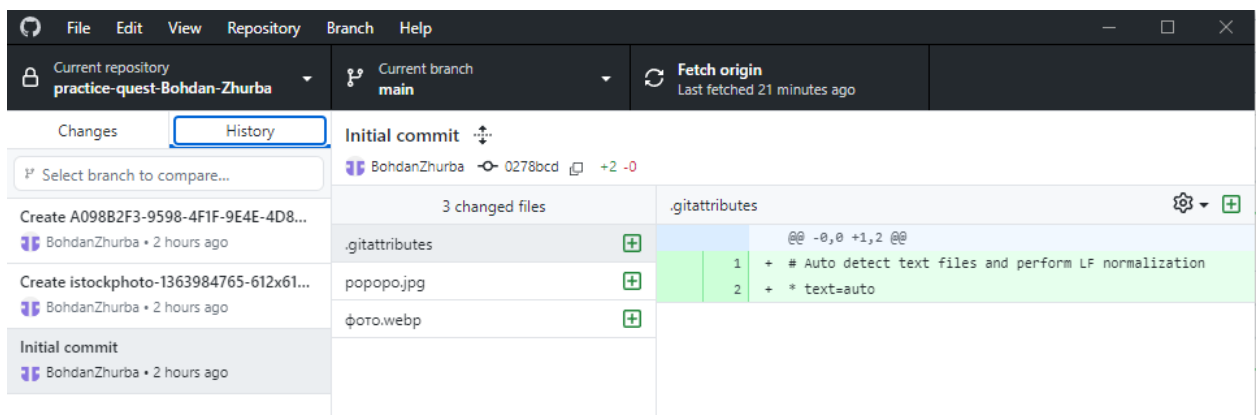 File Edit View Repository Branch Help
Current repository
practice-quest-Bohdan-Zhurba
Current branch
main
Fetch origin
Last fetched 21 minutes ago
Changes
History
Select branch to compare...
Create A098B2F3-9598-4F1F-9E4E-4D8...
BohdanZhurba • 2 hours ago
Create istockphoto-1363984765-612x61...
BohdanZhurba • 2 hours ago
Initial commit
BohdanZhurba • 2 hours ago
Initial commit
BohdanZhurba 0278bcd +2 -0
3 changed files
.gitattributes
popopo.jpg
фото.webp
.gitattributes
@@ -0,0 +1,2 @@
1 + # Auto detect text files and perform LF normalization
2 + * text=auto